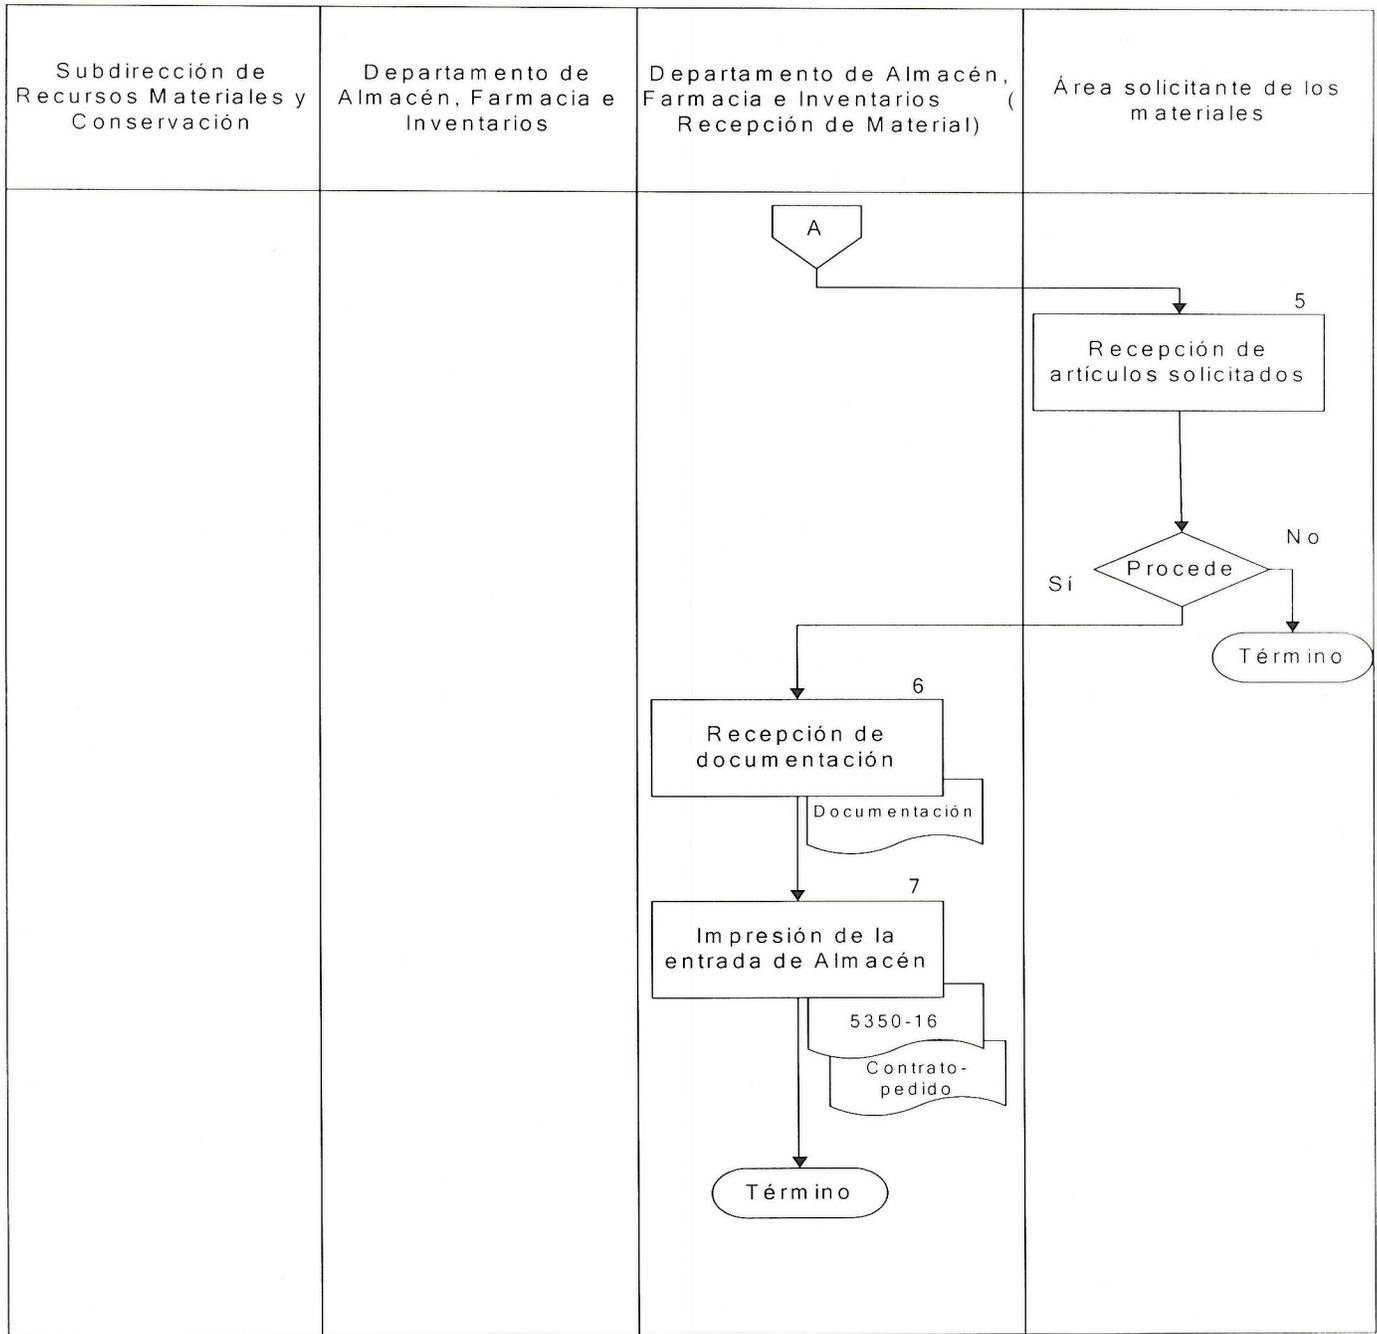 Subdirección de
Recursos Materiales y
Conservación
Departamento de
Almacén, Farmacia e
Inventarios
Departamento de Almacén,
Farmacia e Inventarios (
Recepción de Material)
Área solicitante de los
materiales
A
5
Recepción de
artículos solicitados
Procede
No
Sí
Término
6
Recepción de
documentación
Documentación
7
Impresión de la
entrada de Almacén
5350-16
Contrato-
pedido
Término